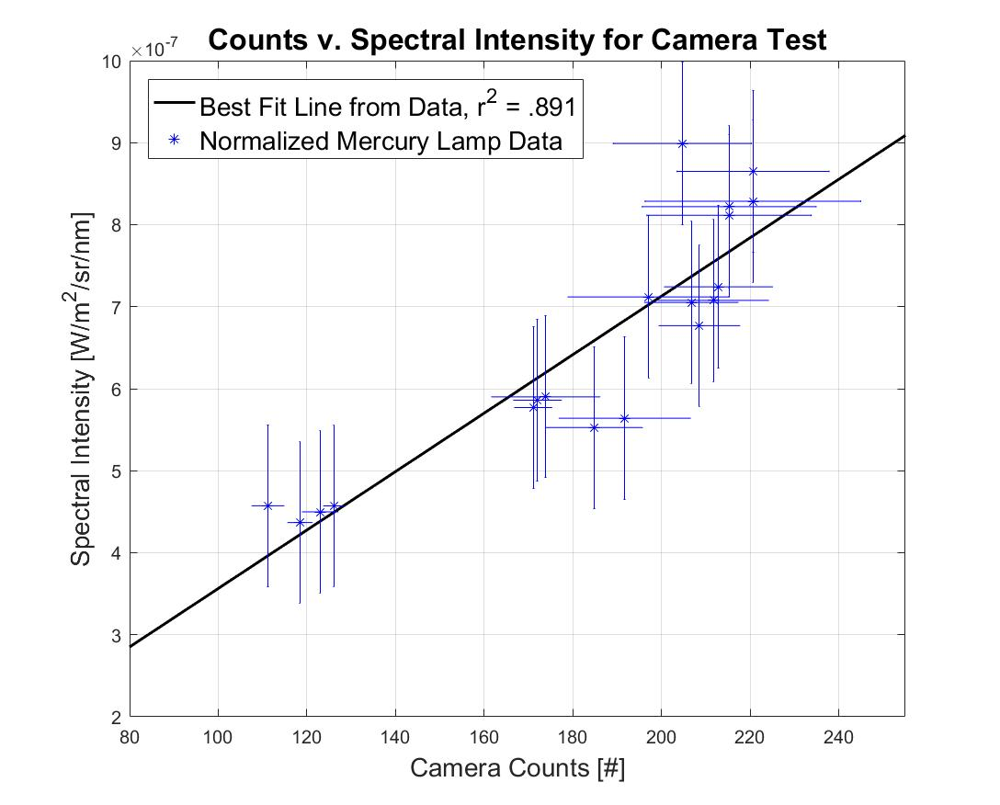 Counts v. Spectral Intensity for Camera Test
×10⁻⁷
Best Fit Line from Data, r² = .891
Normalized Mercury Lamp Data
10
9
8
7
6
5
4
3
2
Spectral Intensity [W/m²/sr/nm]
80 100 120 140 160 180 200 220 240
Camera Counts [#]